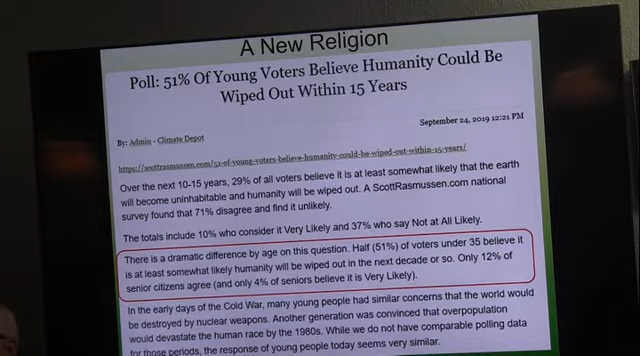 A New Religion
Poll: 51% Of Young Voters Believe Humanity Could Be
Wiped Out Within 15 Years
September 24, 2019 12:21 PM
By: Admin - Climate Depot
https://scottrasmussen.com/51-of-young-voters-believe-humanity-could-be-wiped-out-within-15-years/
Over the next 10-15 years, 29% of all voters believe it is at least somewhat likely that the earth
will become uninhabitable and humanity will be wiped out. A ScottRasmussen.com national
survey found that 71% disagree and find it unlikely.
The totals include 10% who consider it Very Likely and 37% who say Not at All Likely.
There is a dramatic difference by age on this question. Half (51%) of voters under 35 believe it
is at least somewhat likely humanity will be wiped out in the next decade or so. Only 12% of
senior citizens agree (and only 4% of seniors believe it is Very Likely).
In the early days of the Cold War, many young people had similar concerns that the world would
be destroyed by nuclear weapons. Another generation was convinced that overpopulation
would devastate the human race by the 1980s. While we do not have comparable polling data
for those periods, the response of young people today seems very similar.